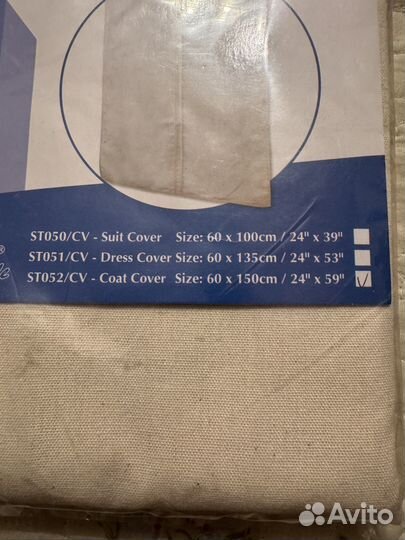 ST050/CV - Suit Cover Size: 60 x 100cm / 24" x 39"
®
ST051/CV - Dress Cover Size: 60 x 135cm / 24" x 53"
ST052/CV - Coat Cover Size: 60 x 150cm / 24" x 59"
Avito